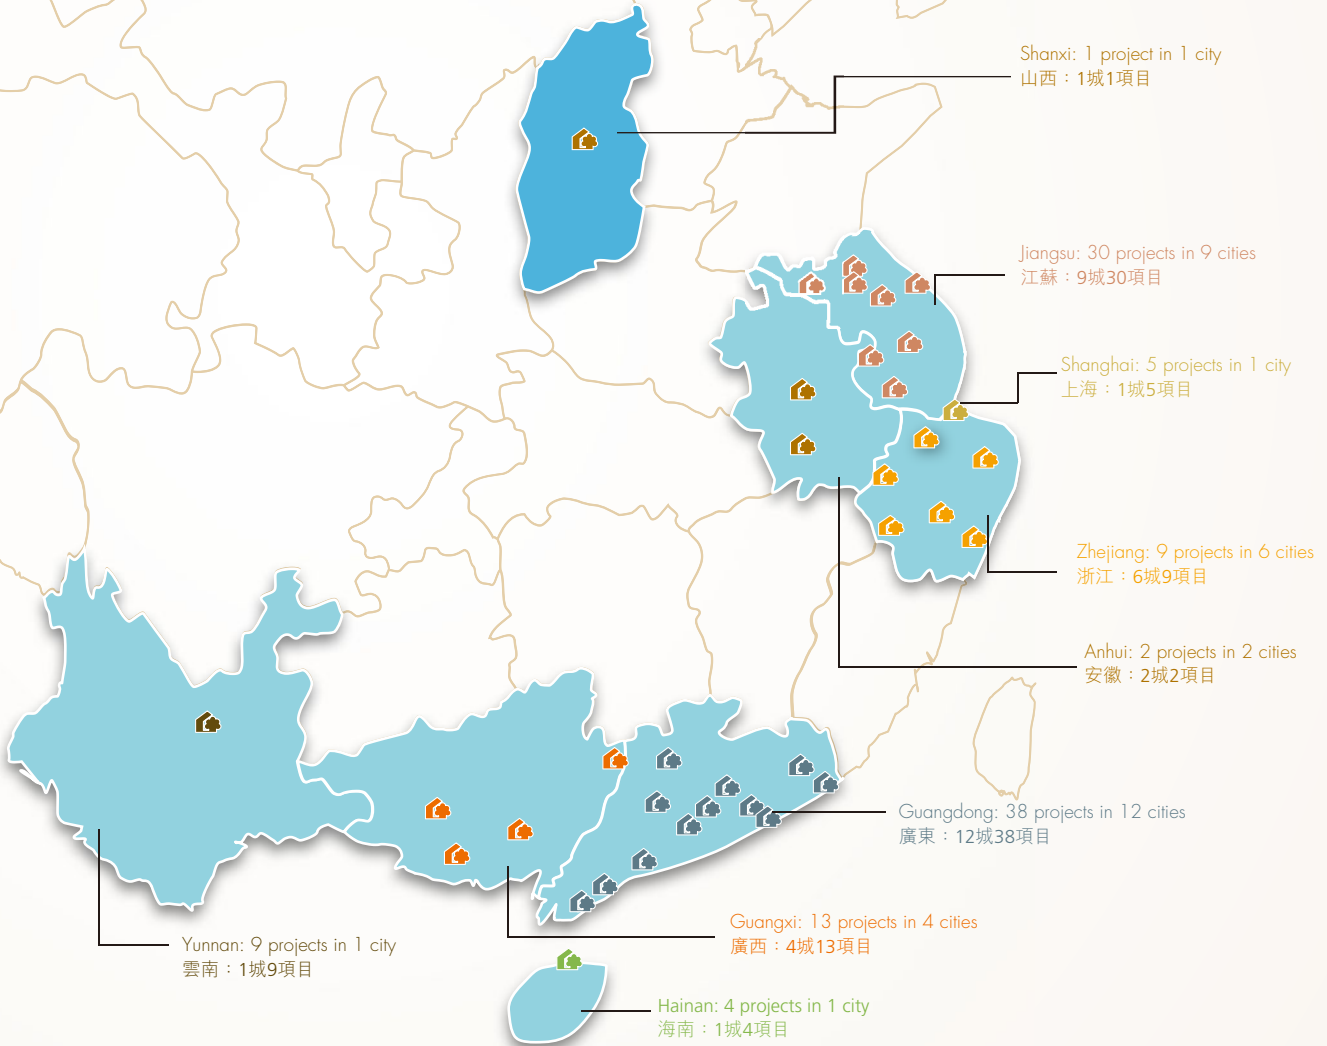 Shanxi: 1 project in 1 city
山西：1城1項目
Jiangsu: 30 projects in 9 cities
江蘇：9城30項目
Shanghai: 5 projects in 1 city
上海：1城5項目
Zhejiang: 9 projects in 6 cities
浙江：6城9項目
Anhui: 2 projects in 2 cities
安徽：2城2項目
Guangdong: 38 projects in 12 cities
廣東：12城38項目
Guangxi: 13 projects in 4 cities
廣西：4城13項目
Yunnan: 9 projects in 1 city
雲南：1城9項目
Hainan: 4 projects in 1 city
海南：1城4項目